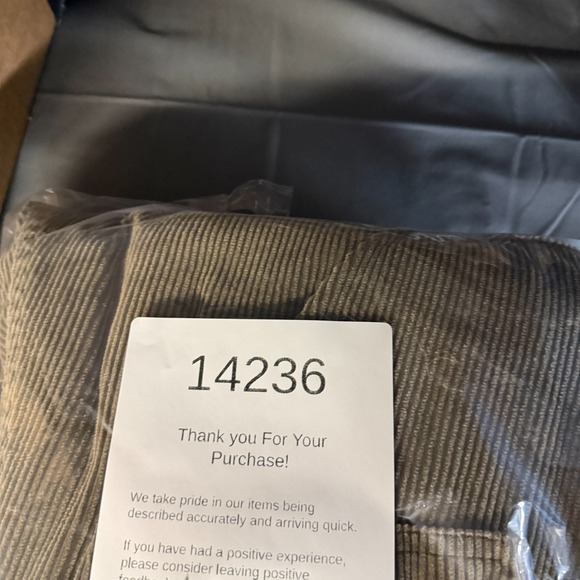 14236
Thank you For Your
Purchase!
We take pride in our items being
described accurately and arriving quick.
If you have had a positive experience,
please consider leaving positive